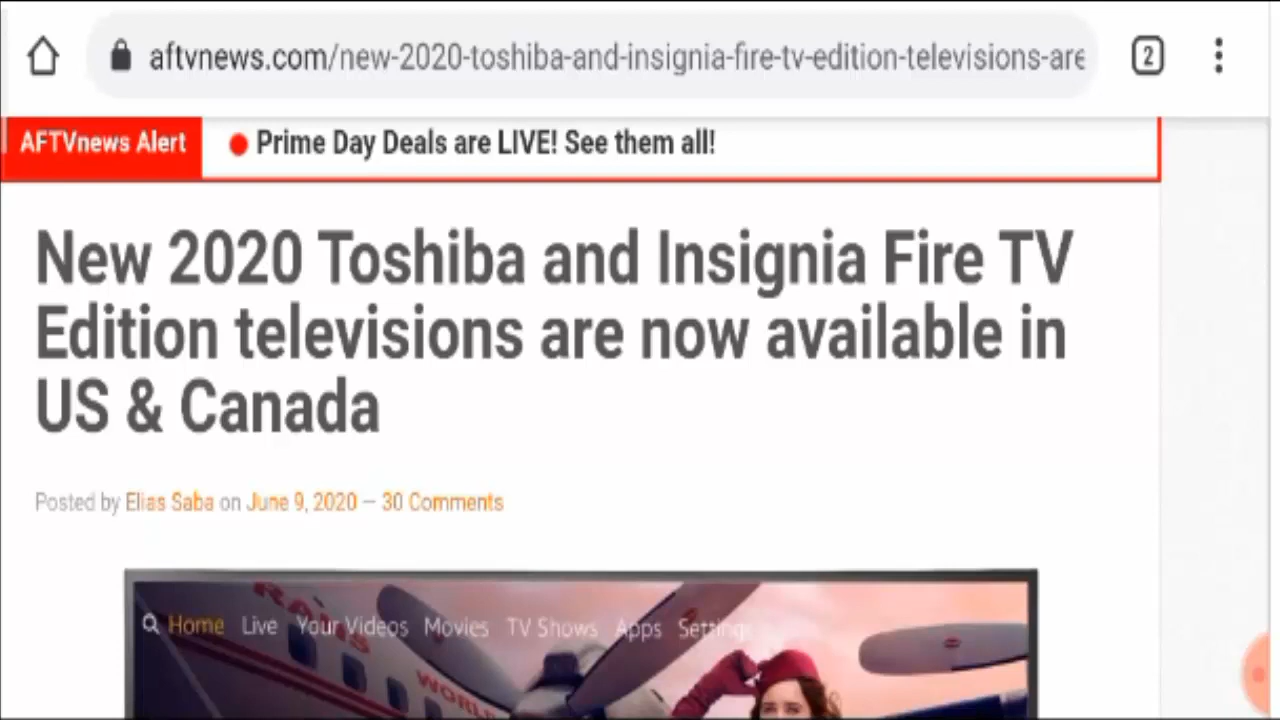 aftvnews.com/new-2020-toshiba-and-insignia-fire-tv-edition-televisions-are
2
AFTVnews Alert
Prime Day Deals are LIVE! See them all!
New 2020 Toshiba and Insignia Fire TV
Edition televisions are now available in
US & Canada
Posted by Elias Saba on June 9, 2020 — 30 Comments
Home Live Your Videos Movies TV Shows Apps Settings
WORLD